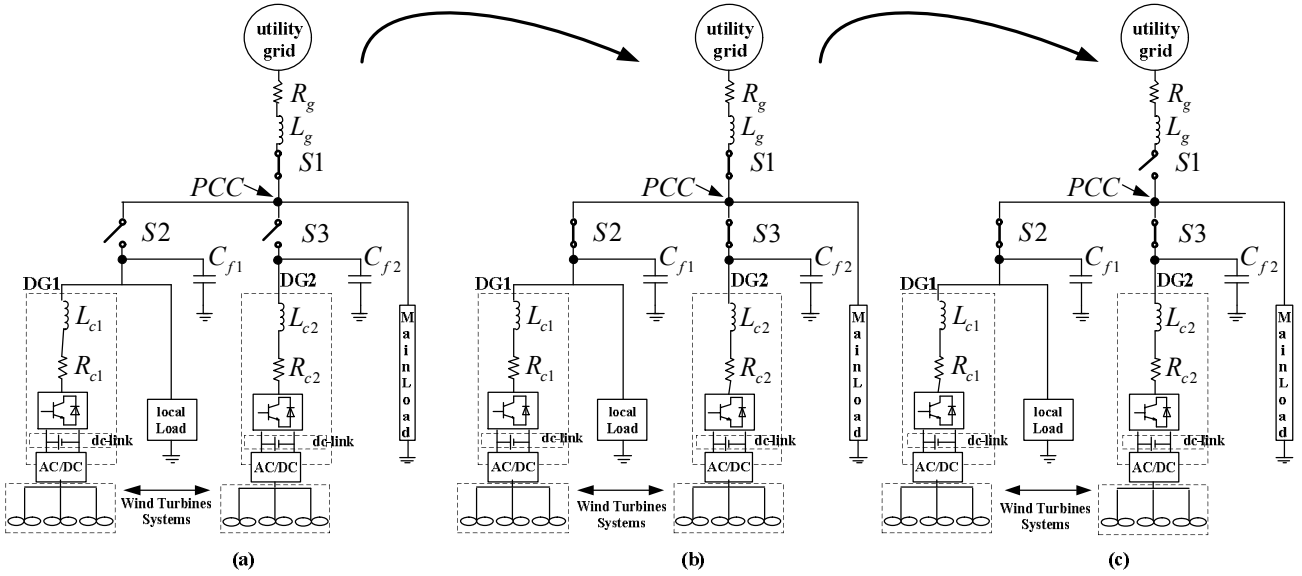 utility
grid
R_g
L_g
S1
PCC
S2
S3
C_f1
C_f2
DG1
DG2
L_c1
L_c2
R_c1
R_c2
Main Load
local
Load
dc-link
dc-link
AC/DC
AC/DC
Wind Turbines
Systems
(a)
utility
grid
R_g
L_g
S1
PCC
S2
S3
C_f1
C_f2
DG1
DG2
L_c1
L_c2
R_c1
R_c2
Main Load
local
Load
dc-link
dc-link
AC/DC
AC/DC
Wind Turbines
Systems
(b)
utility
grid
R_g
L_g
S1
PCC
S2
S3
C_f1
C_f2
DG1
DG2
L_c1
L_c2
R_c1
R_c2
Main Load
local
Load
dc-link
dc-link
AC/DC
AC/DC
Wind Turbines
Systems
(c)